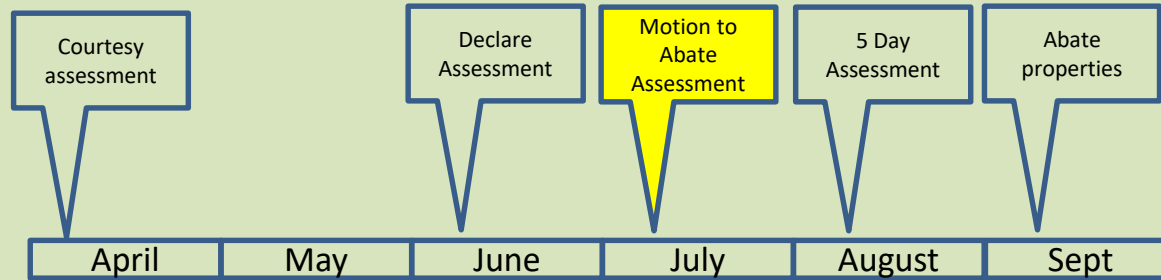 Courtesy
assessment
Declare
Assessment
Motion to
Abate
Assessment
5 Day
Assessment
Abate
properties
April
May
June
July
August
Sept